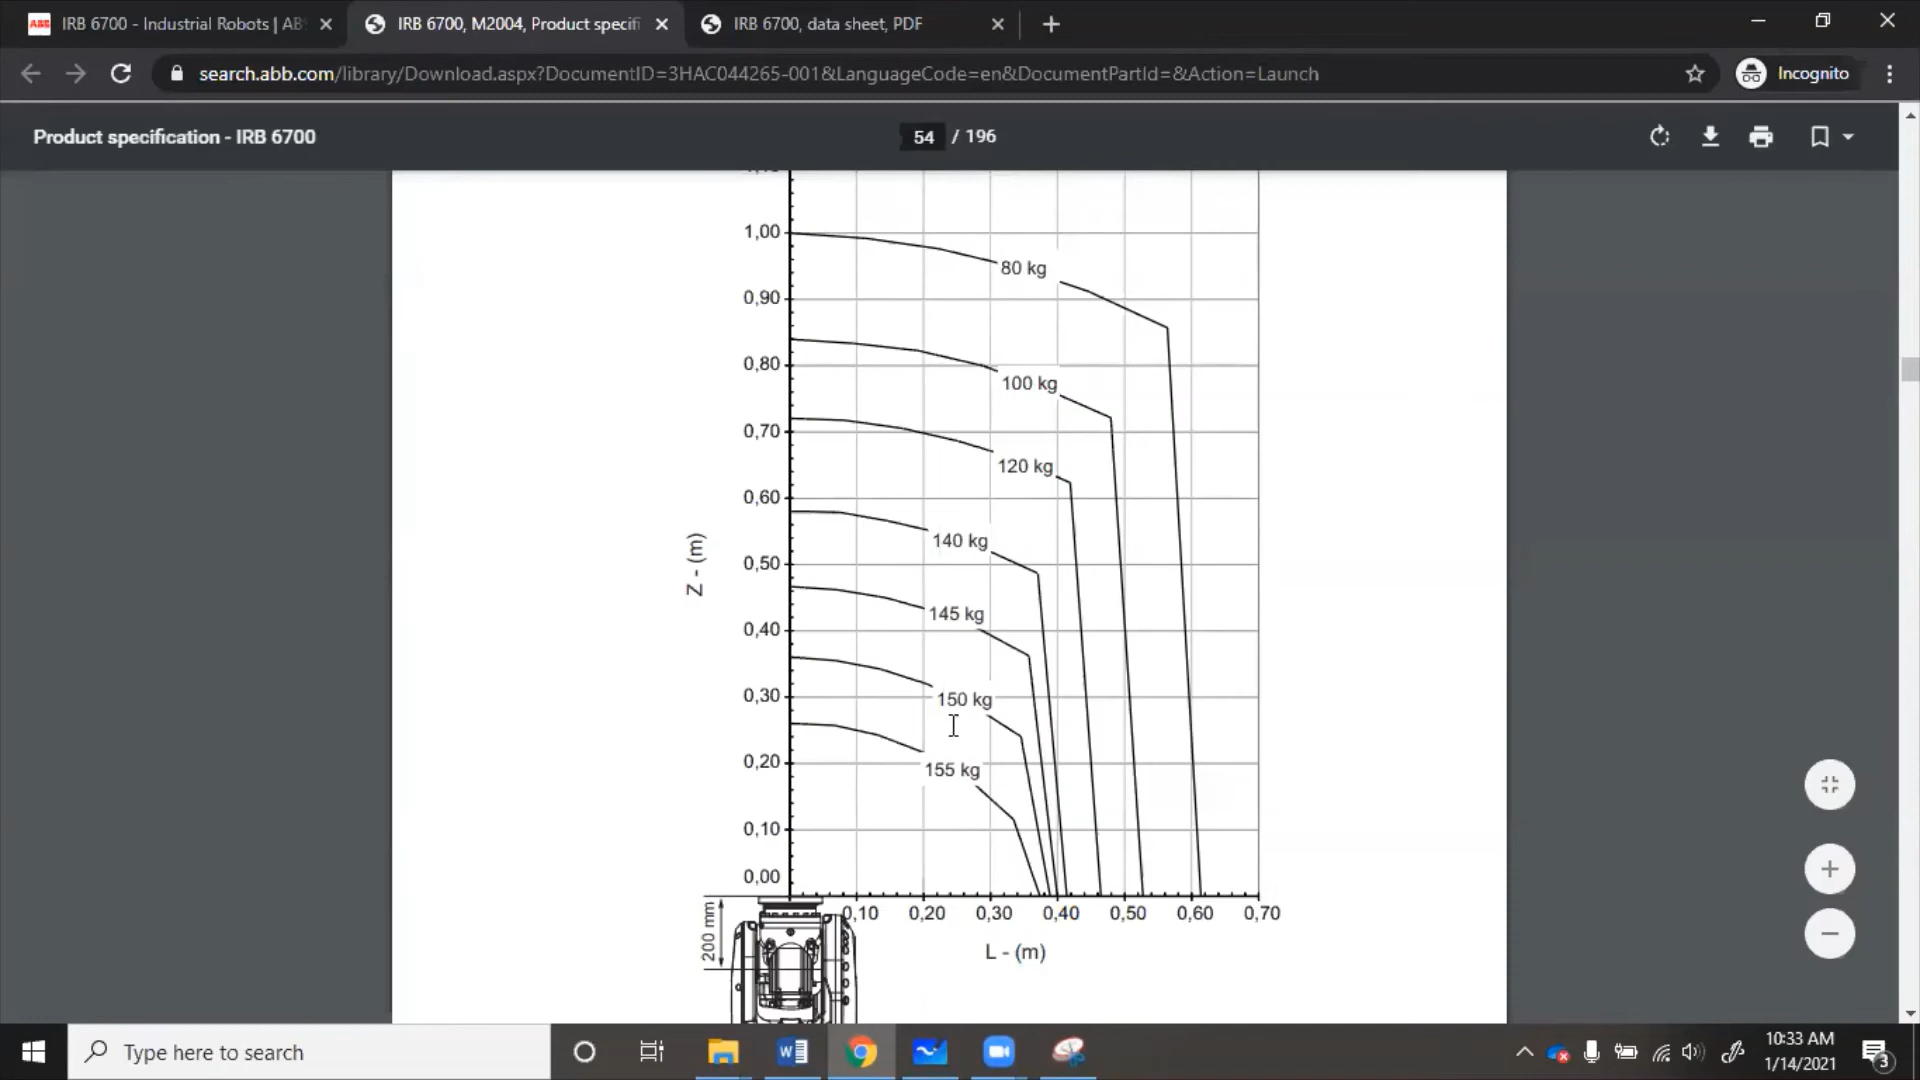 IRB 6700 - Industrial Robots | AB
IRB 6700, M2004, Product specifi
IRB 6700, data sheet, PDF
search.abb.com/library/Download.aspx?DocumentID=3HAC044265-001&LanguageCode=en&DocumentPartId=&Action=Launch
Incognito
Product specification - IRB 6700
54 / 196
1,00
80 kg
0,90
0,80
100 kg
0,70
120 kg
0,60
140 kg
Z - (m)
0,50
145 kg
0,40
150 kg
0,30
0,20
155 kg
0,10
0,00
0,10 0,20 0,30 0,40 0,50 0,60 0,70
200 mm
L - (m)
Type here to search
10:33 AM
1/14/2021
3